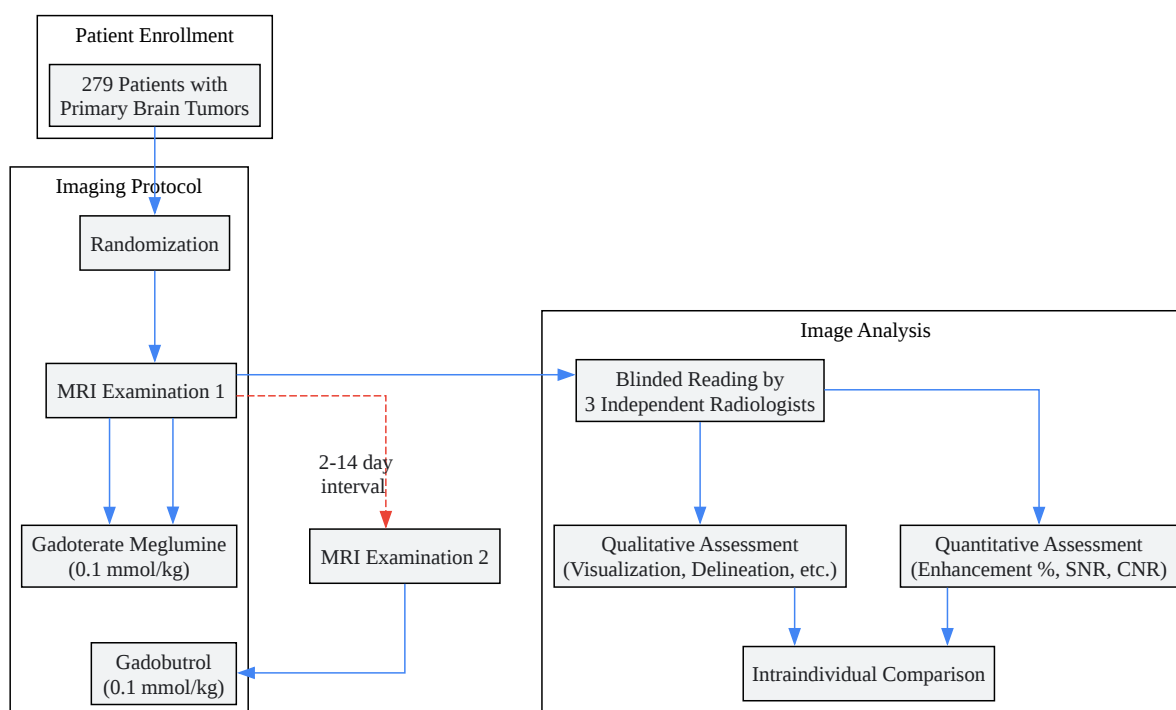 Patient Enrollment
279 Patients with
Primary Brain Tumors
Imaging Protocol
Randomization
MRI Examination 1
2-14 day
interval
Gadoterate Meglumine
(0.1 mmol/kg)
MRI Examination 2
Gadobutrol
(0.1 mmol/kg)
Image Analysis
Blinded Reading by
3 Independent Radiologists
Qualitative Assessment
(Visualization, Delineation, etc.)
Quantitative Assessment
(Enhancement %, SNR, CNR)
Intraindividual Comparison